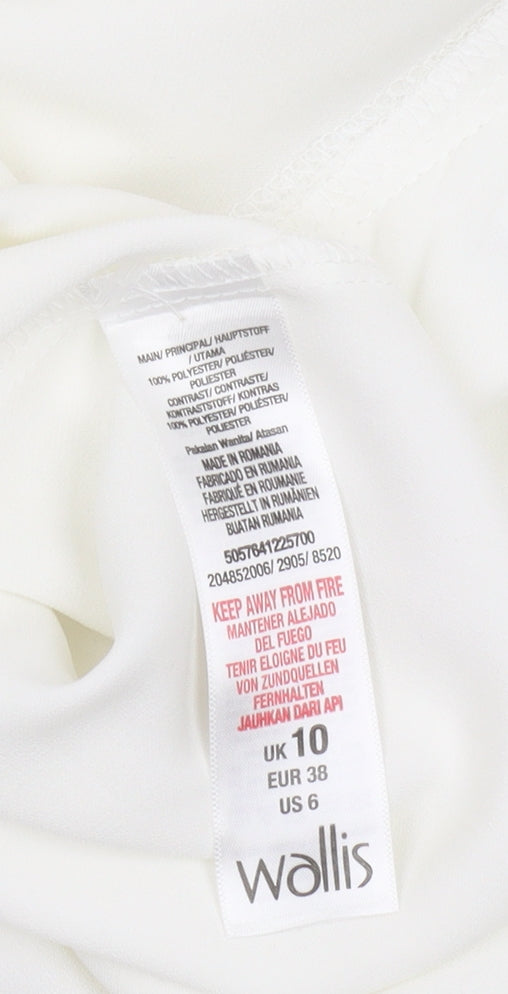 MAIN/ PRINCIPAL/ HAUPTSTOFF
/ UTAMA
100% POLYESTER/ POLIÉSTER/
POLIESTER
CONTRAST/ CONTRASTE/
KONTRASTSTOFF/ KONTRAS
100% POLYESTER/ POLIÉSTER/
POLIESTER
Pakaian Wanita/ Atasan
MADE IN ROMANIA
FABRICADO EN RUMANIA
FABRIQUÉ EN ROUMANIE
HERGESTELLT IN RUMÄNIEN
BUATAN RUMANIA
5057641225700
204852006/ 2905/ 8520
KEEP AWAY FROM FIRE
MANTENER ALEJADO
DEL FUEGO
TENIR ELOIGNE DU FEU
VON ZUNDQUELLEN
FERNHALTEN
JAUHKAN DARI API
UK 10
EUR 38
US 6
wallis